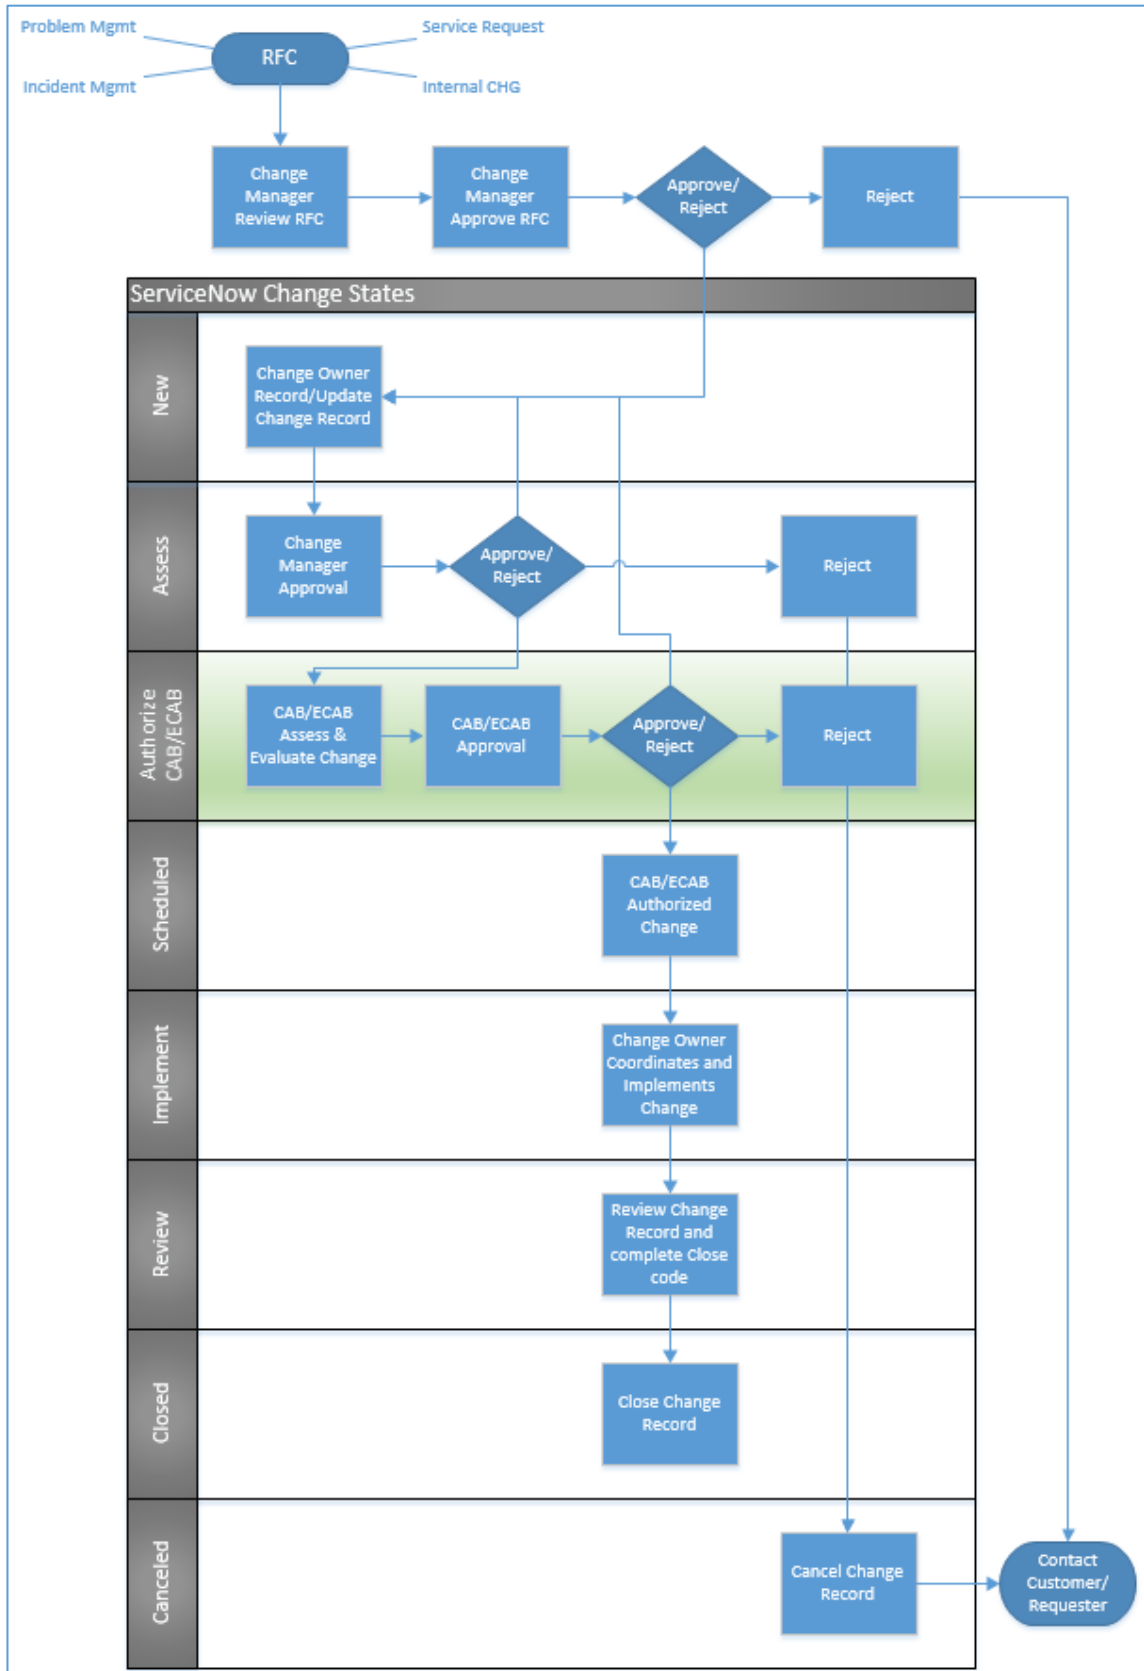 Problem Mgmt
Service Request
RFC
Incident Mgmt
Internal CHG
Change
Manager
Review RFC
Change
Manager
Approve RFC
Approve/
Reject
Reject
ServiceNow Change States
New
Change Owner
Record/Update
Change Record
Assess
Change
Manager
Approval
Approve/
Reject
Reject
Authorize
CAB/ECAB
CAB/ECAB
Assess &
Evaluate Change
CAB/ECAB
Approval
Approve/
Reject
Reject
Scheduled
CAB/ECAB
Authorized
Change
Implement
Change Owner
Coordinates and
Implements
Change
Review
Review Change
Record and
complete Close
code
Closed
Close Change
Record
Canceled
Cancel Change
Record
Contact
Customer/
Requester